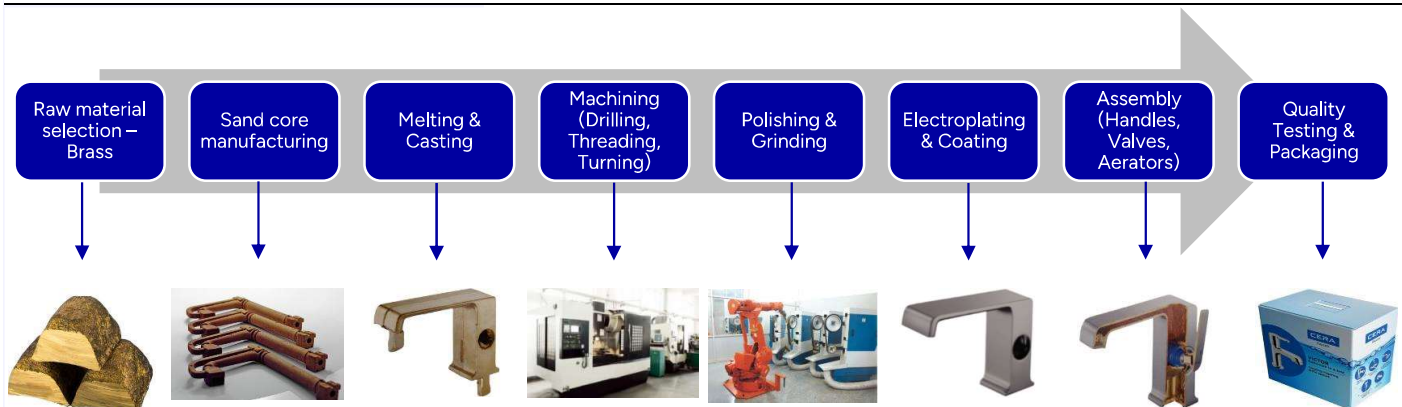 Raw material
selection –
Brass
Sand core
manufacturing
Melting &
Casting
Machining
(Drilling,
Threading,
Turning)
Polishing &
Grinding
Electroplating
& Coating
Assembly
(Handles,
Valves,
Aerators)
Quality
Testing &
Packaging
CERA
CERA